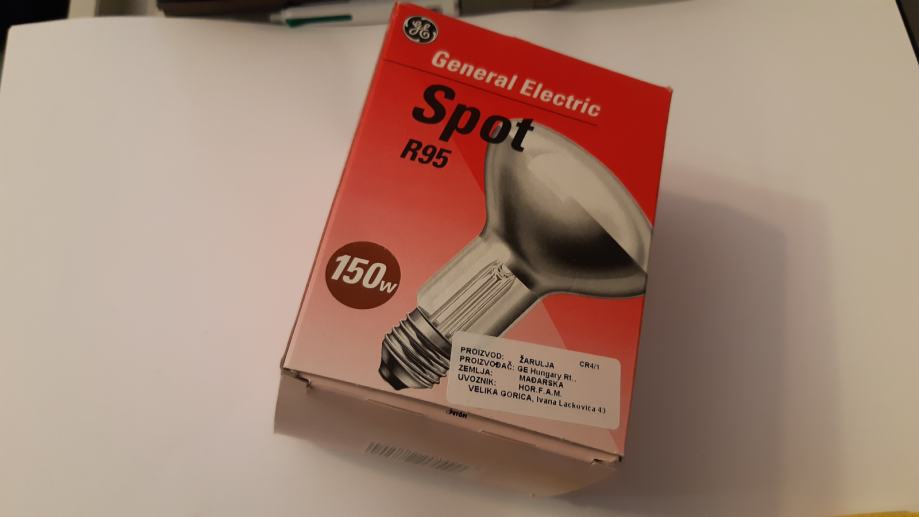 GE
General Electric
Spot
R95
150w
PROIZVOD: ŽARULJA CR4/1
PROIZVOĐAČ: GE Hungary Rt..
ZEMLJA: MAĐARSKA
UVOZNIK: HOR.F.A.M.
VELIKA GORICA, Ivana Lackovica 43